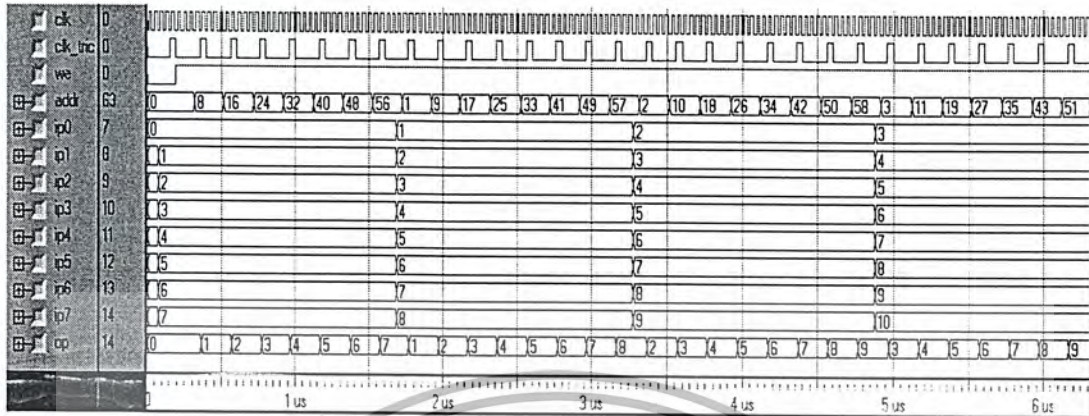 clk 0
clk_tric 0
we 0
addr 63 0 8 16 24 32 40 48 56 1 9 17 25 33 41 49 57 2 10 18 26 34 42 50 58 3 11 19 27 35 43 51
ip0 7 0 1 2 3
ip1 8 1 2 3 4
ip2 9 2 3 4 5
ip3 10 3 4 5 6
ip4 11 4 5 6 7
ip5 12 5 6 7 8
ip6 13 6 7 8 9
ip7 14 7 8 9 10
op 14 0 1 2 3 4 5 6 7 1 2 3 4 5 6 7 8 2 3 4 5 6 7 8 9 3 4 5 6 7 8 9
0 1 us 2 us 3 us 4 us 5 us 6 us